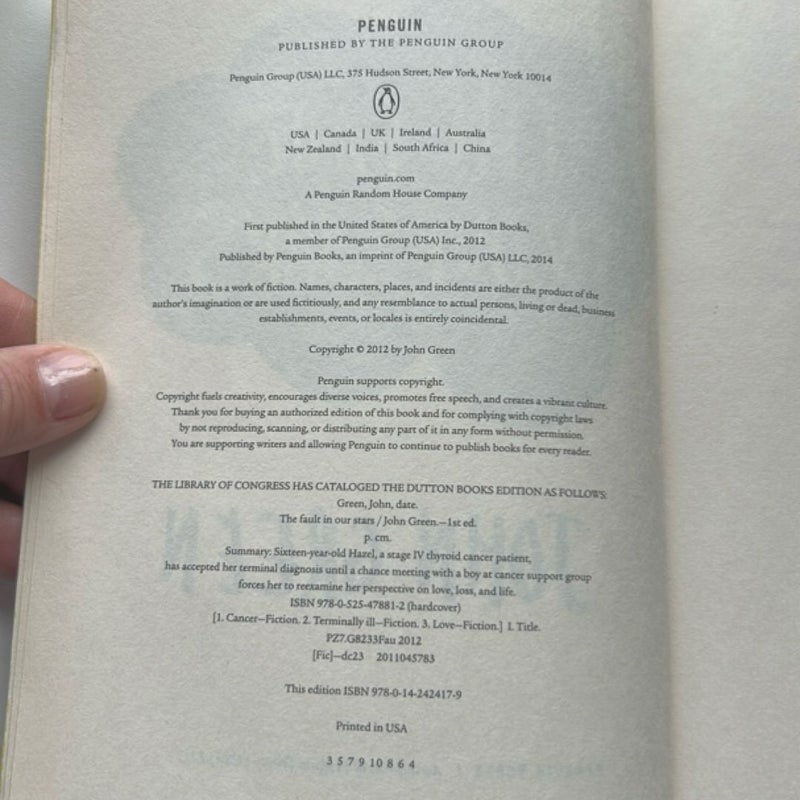 PENGUIN
PUBLISHED BY THE PENGUIN GROUP
Penguin Group (USA) LLC, 375 Hudson Street, New York, New York 10014
USA | Canada | UK | Ireland | Australia
New Zealand | India | South Africa | China
penguin.com
A Penguin Random House Company
First published in the United States of America by Dutton Books,
a member of Penguin Group (USA) Inc., 2012
Published by Penguin Books, an imprint of Penguin Group (USA) LLC, 2014
This book is a work of fiction. Names, characters, places, and incidents are either the product of the
author's imagination or are used fictitiously, and any resemblance to actual persons, living or dead, business
establishments, events, or locales is entirely coincidental.
Copyright © 2012 by John Green
Penguin supports copyright.
Copyright fuels creativity, encourages diverse voices, promotes free speech, and creates a vibrant culture.
Thank you for buying an authorized edition of this book and for complying with copyright laws
by not reproducing, scanning, or distributing any part of it in any form without permission.
You are supporting writers and allowing Penguin to continue to publish books for every reader.
THE LIBRARY OF CONGRESS HAS CATALOGED THE DUTTON BOOKS EDITION AS FOLLOWS:
Green, John, date.
The fault in our stars / John Green.—1st ed.
p. cm.
Summary: Sixteen-year-old Hazel, a stage IV thyroid cancer patient,
has accepted her terminal diagnosis until a chance meeting with a boy at cancer support group
forces her to reexamine her perspective on love, loss, and life.
ISBN 978-0-525-47881-2 (hardcover)
[1. Cancer—Fiction. 2. Terminally ill—Fiction. 3. Love—Fiction.] I. Title.
PZ7.G8233Fau 2012
[Fic]—dc23 2011045783
This edition ISBN 978-0-14-242417-9
Printed in USA
3 5 7 9 10 8 6 4